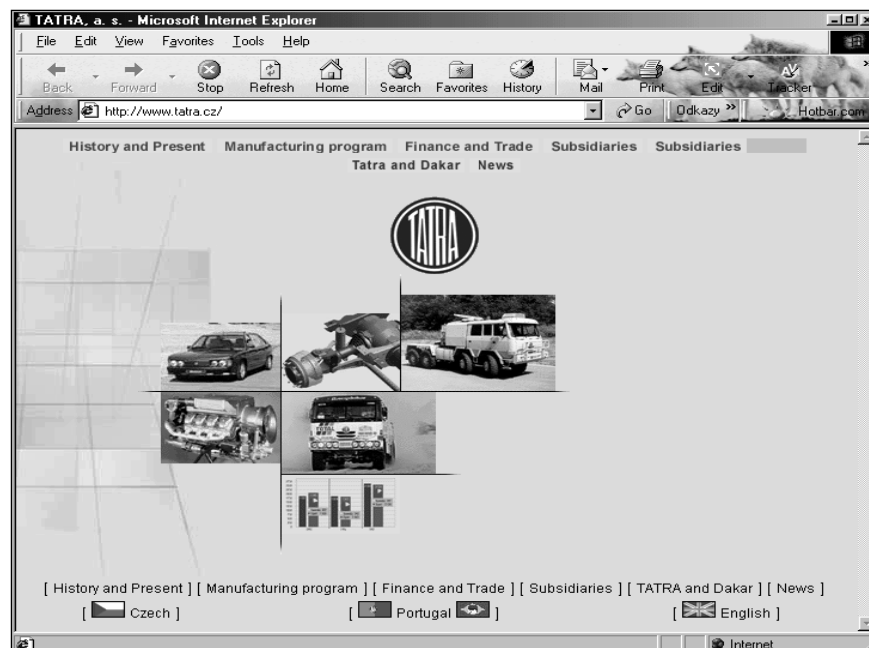 TATRA, a. s. - Microsoft Internet Explorer
File Edit View Favorites Tools Help
Back Forward Stop Refresh Home Search Favorites History Mail Print Edit Tracker
Address http://www.tatra.cz/ Go Odkazy Hotbar.com
History and Present Manufacturing program Finance and Trade Subsidiaries Subsidiaries
Tatra and Dakar News
TATRA
[ History and Present ] [ Manufacturing program ] [ Finance and Trade ] [ Subsidiaries ] [ TATRA and Dakar ] [ News ]
[ Czech ] [ Portugal ] [ English ]
Internet